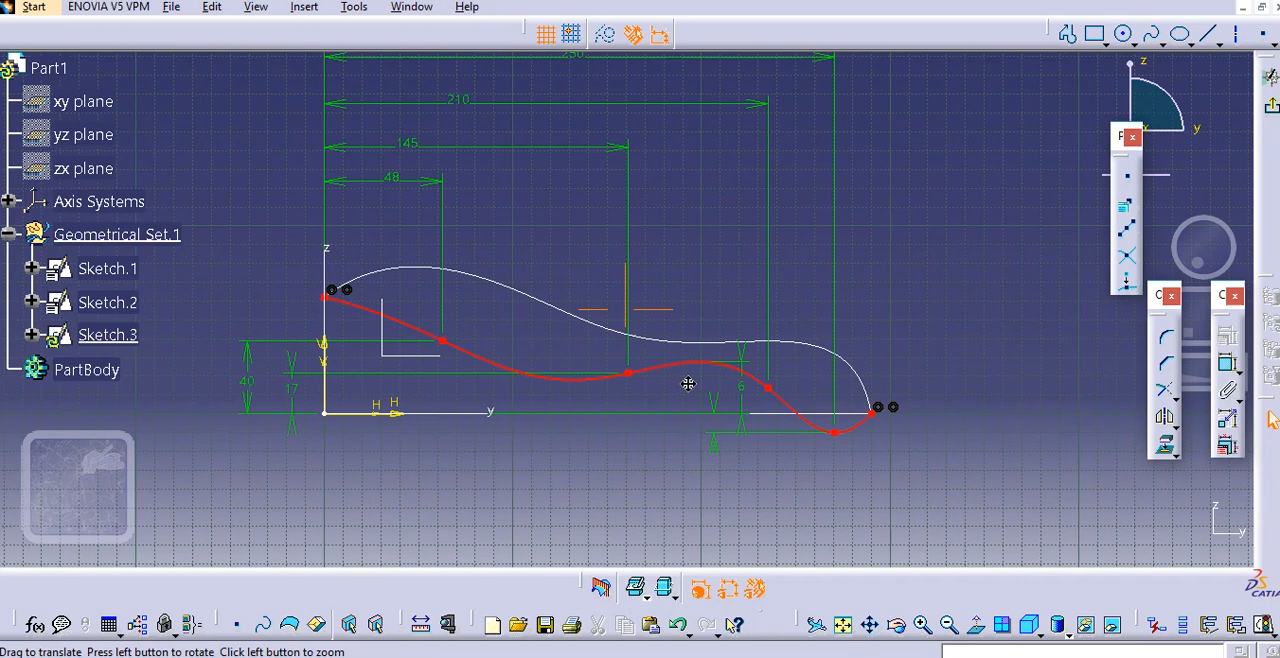 Start ENOVIA V5 VPM File Edit View Insert Tools Window Help
Part1
xy plane
yz plane
zx plane
Axis Systems
Geometrical Set.1
Sketch.1
Sketch.2
Sketch.3
PartBody
210
145
48
z
40
17
6
V
H H
y
z
y
P x
C x
C x
z
y
f(x)
CATIA
Drag to translate Press left button to rotate Click left button to zoom